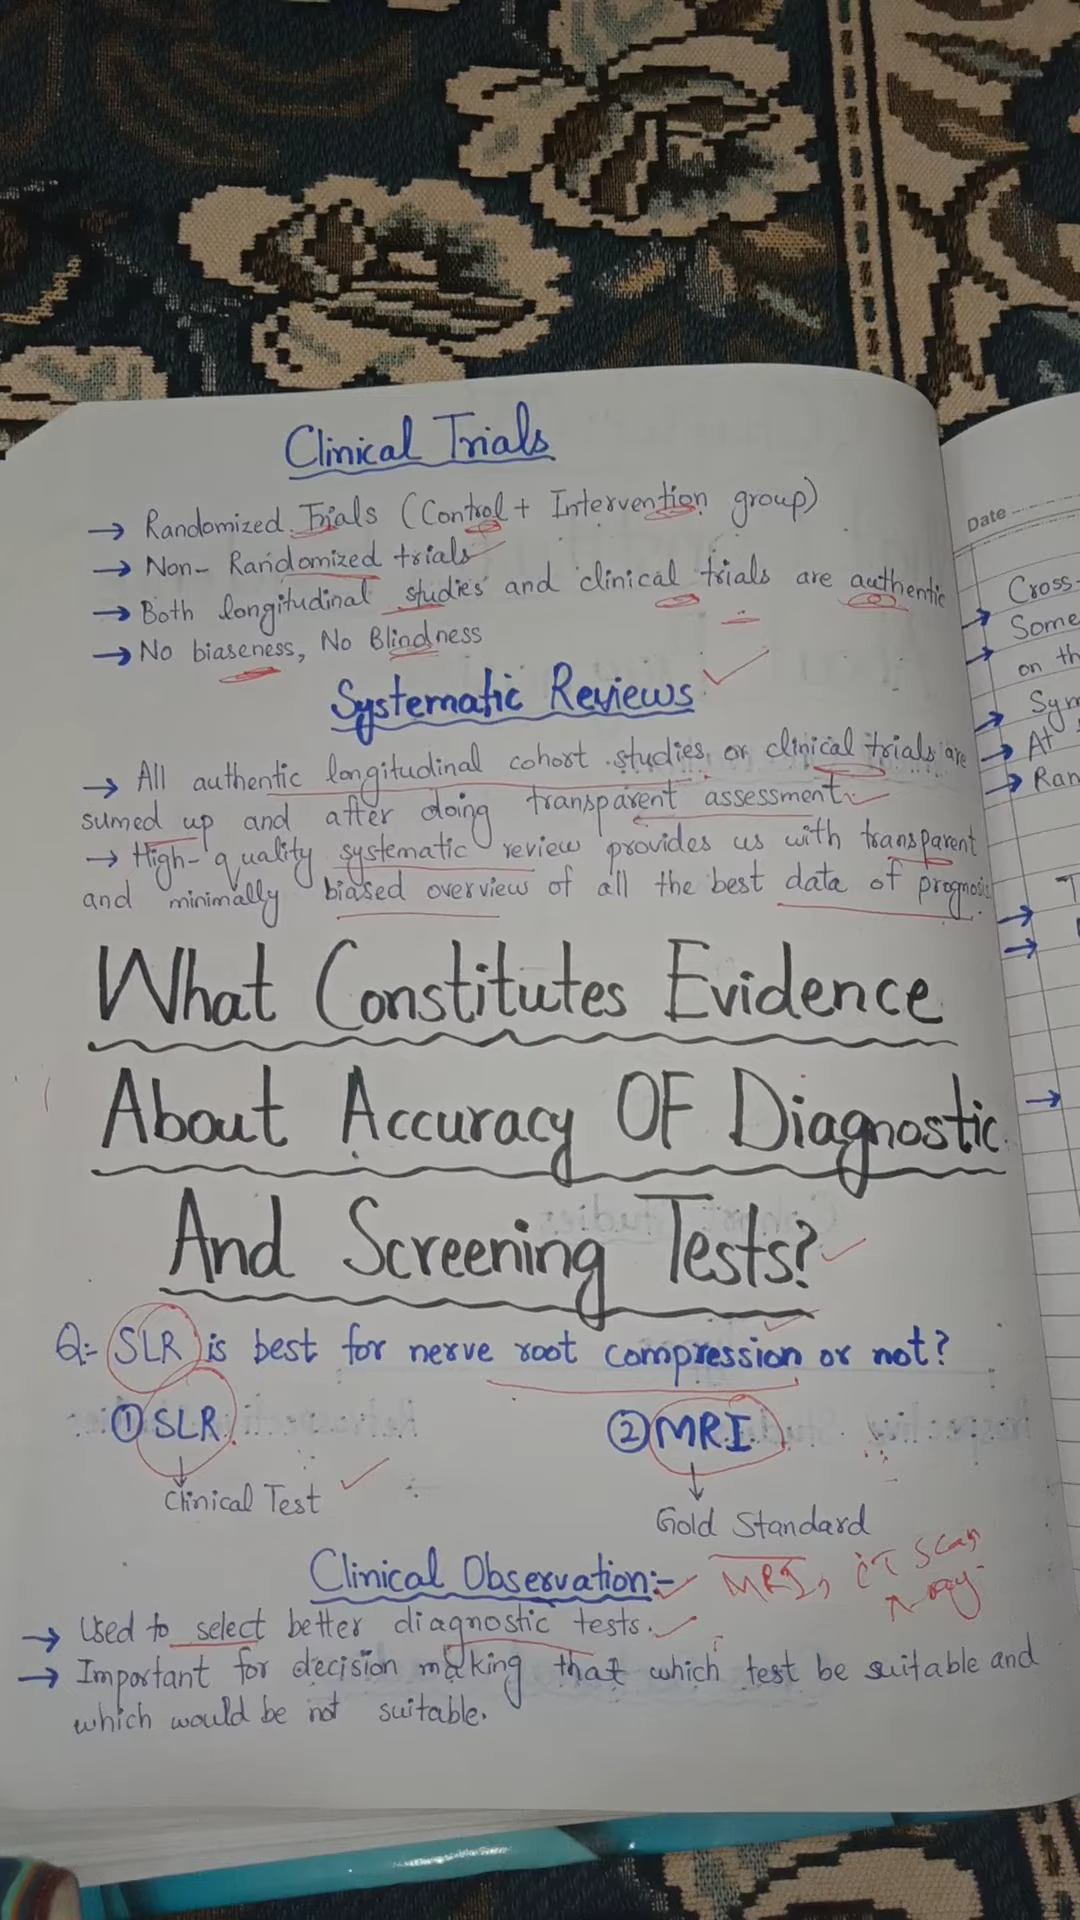 Clinical Trials
→ Randomized Trials (Control + Intervention group)
→ Non- Randomized trials
→ Both longitudinal studies and clinical trials are authentic
→ No biaseness, No Blindness
Systematic Reviews
→ All authentic longitudinal cohort studies or clinical trials are
sumed up and after doing transparent assessment.
→ High-quality systematic review provides us with transparent
and minimally biased overview of all the best data of prognosis.
What Constitutes Evidence
About Accuracy OF Diagnostic
And Screening Tests?
Q:- SLR is best for nerve root compression or not?
① SLR ② MRI
↓ ↓
Clinical Test
Gold Standard
Clinical Observation:-
MRI, CT Scan
X-ray
→ Used to select better diagnostic tests.
→ Important for decision making that which test be suitable and
which would be not suitable.
Date
Cross-
→ Some
→ on th
→ Sym
→ At
→ Ran